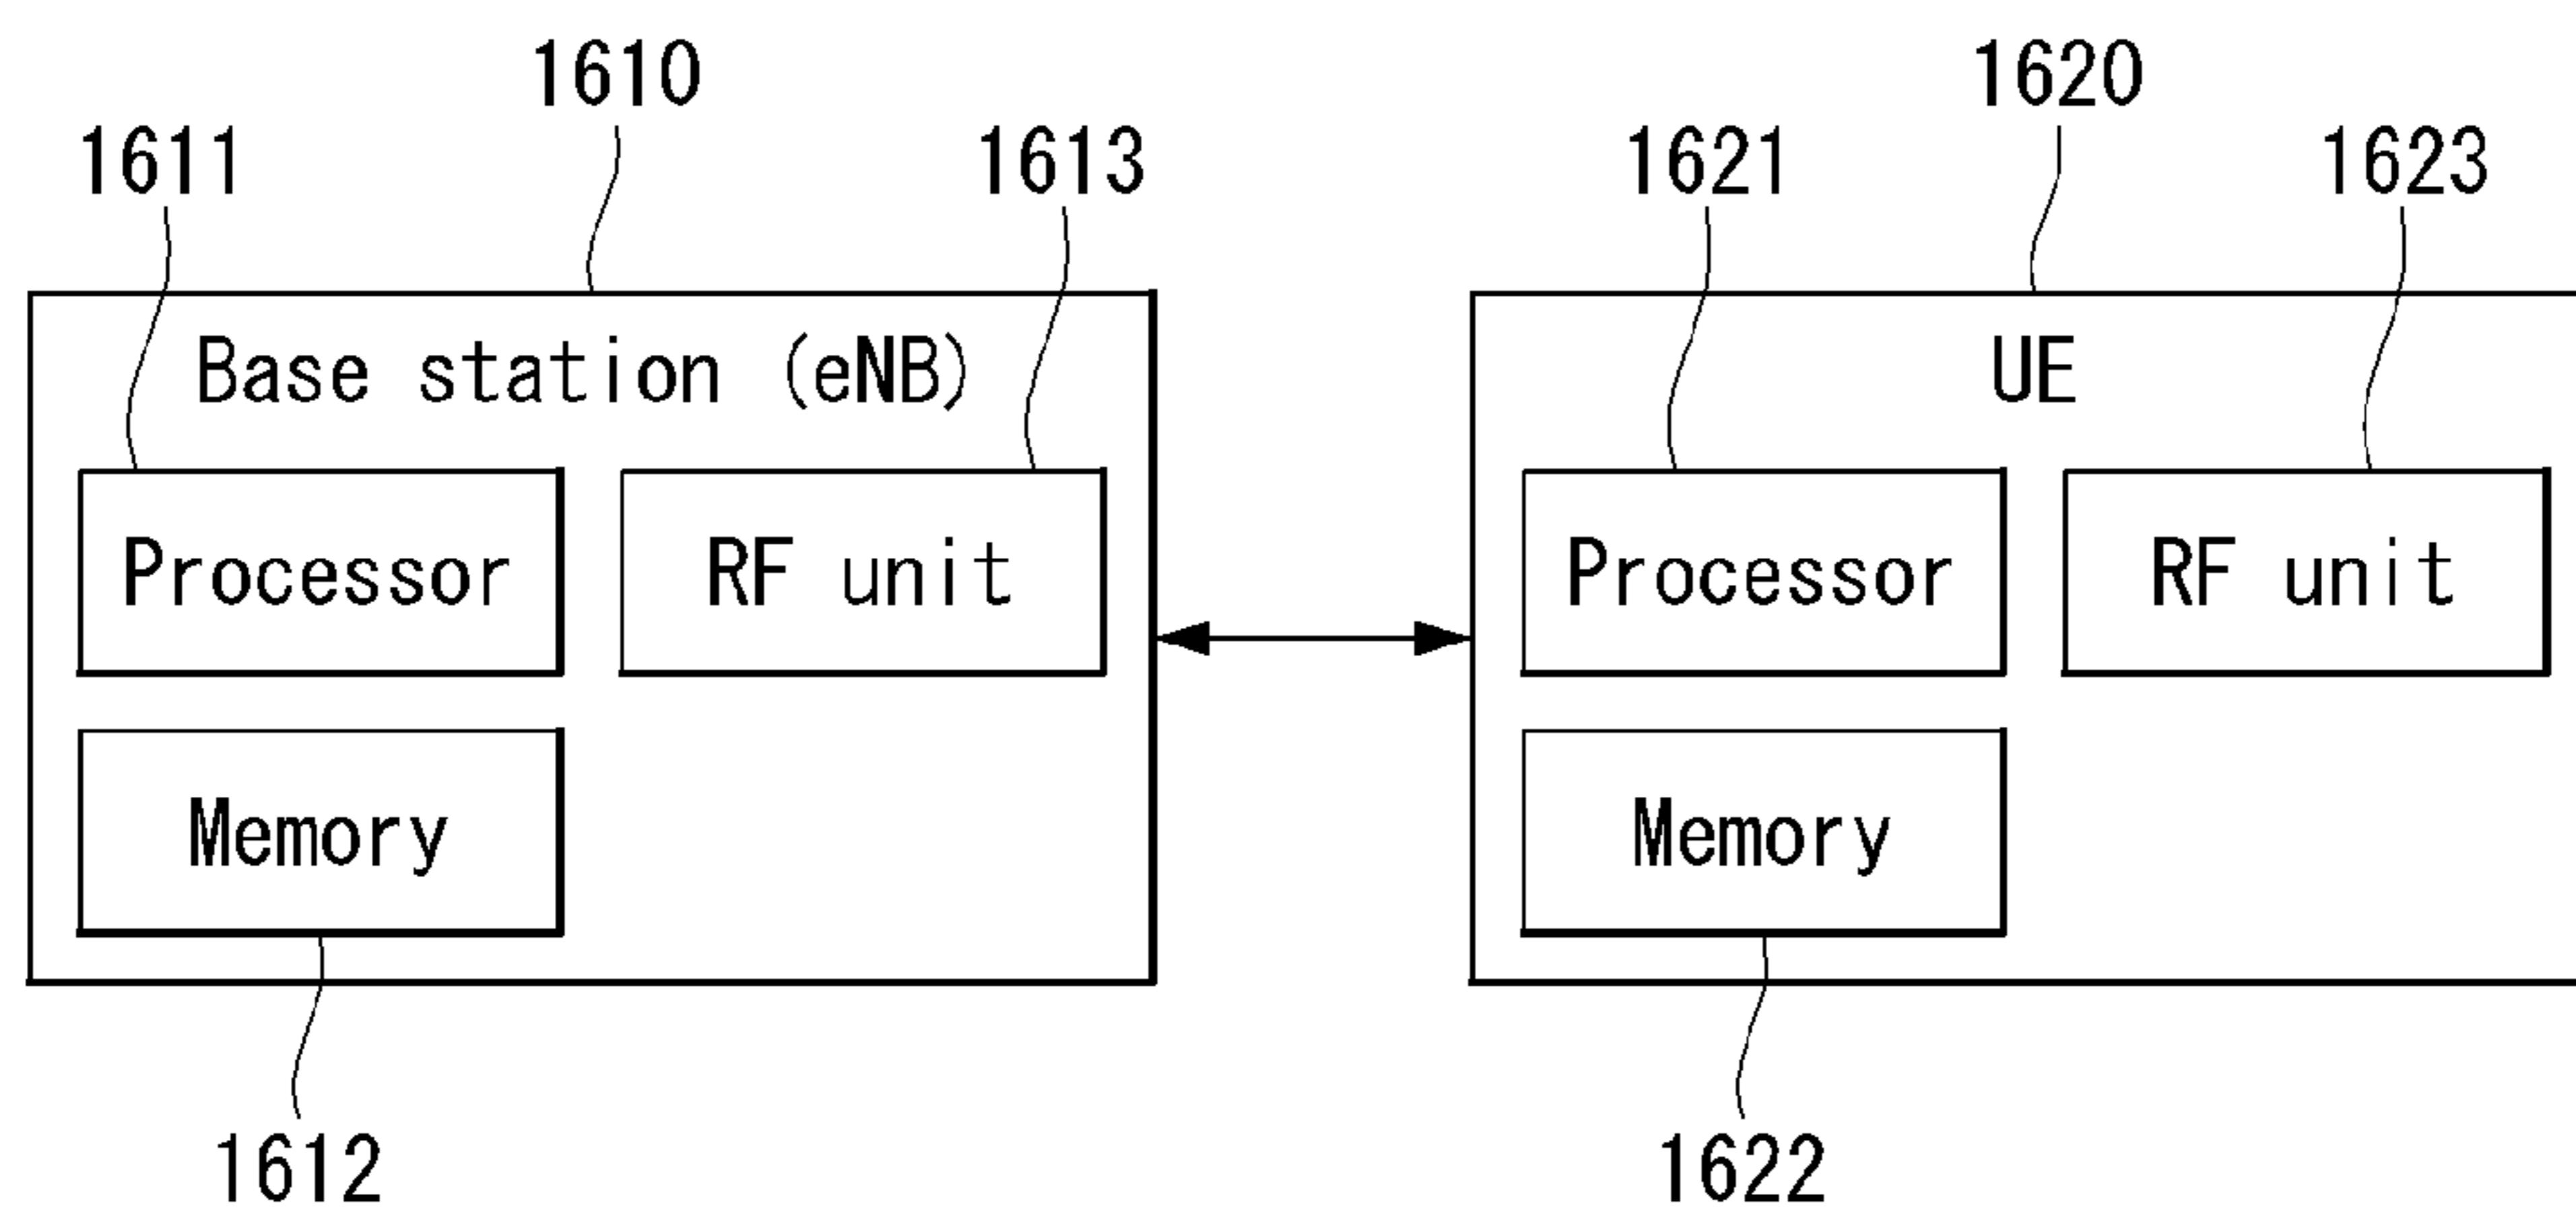 1610
1620
1611
1613
1621
1623
Base station (eNB)
UE
Processor
RF unit
Processor
RF unit
Memory
Memory
1612
1622